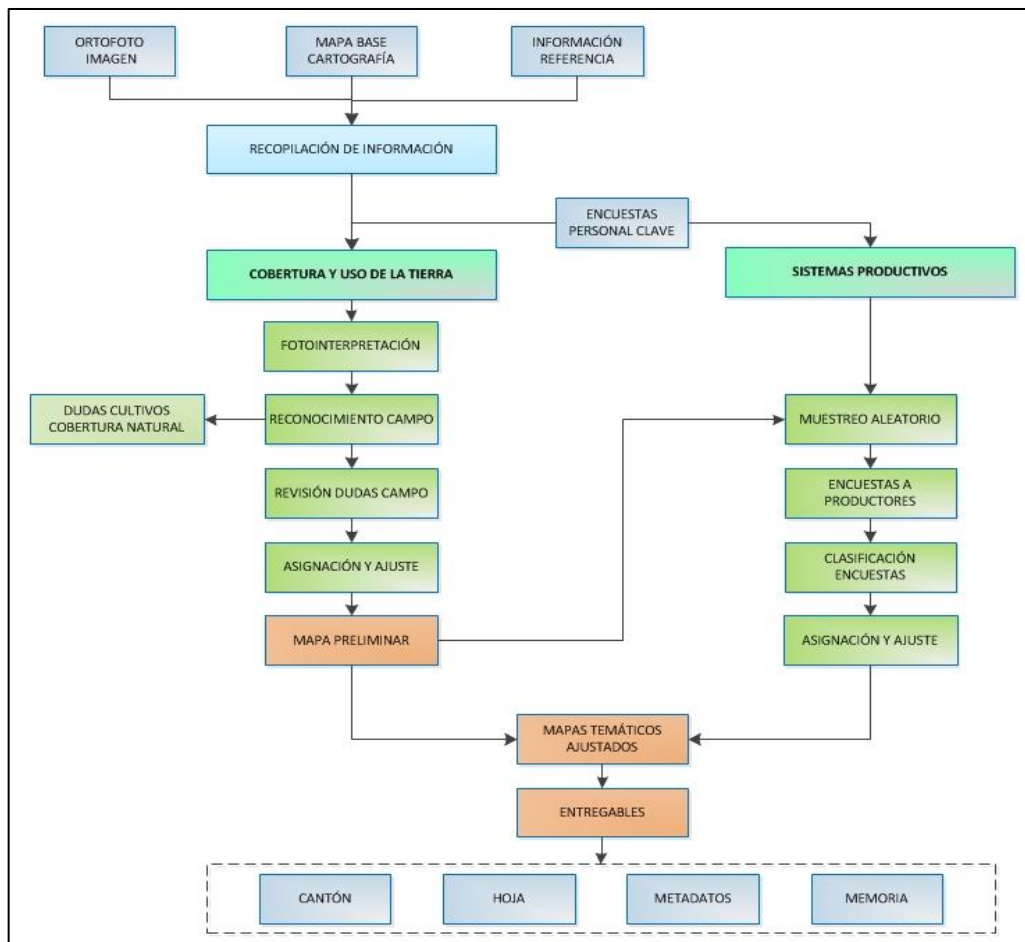 ORTOFOTO
IMAGEN
MAPA BASE
CARTOGRAFÍA
INFORMACIÓN
REFERENCIA
RECOPILACIÓN DE INFORMACIÓN
ENCUESTAS
PERSONAL CLAVE
COBERTURA Y USO DE LA TIERRA
SISTEMAS PRODUCTIVOS
FOTOINTERPRETACIÓN
DUDAS CULTIVOS
COBERTURA NATURAL
RECONOCIMIENTO CAMPO
MUESTREO ALEATORIO
REVISIÓN DUDAS CAMPO
ENCUESTAS A
PRODUCTORES
ASIGNACIÓN Y AJUSTE
CLASIFICACIÓN
ENCUESTAS
MAPA PRELIMINAR
ASIGNACIÓN Y AJUSTE
MAPAS TEMÁTICOS
AJUSTADOS
ENTREGABLES
CANTÓN
HOJA
METADATOS
MEMORIA